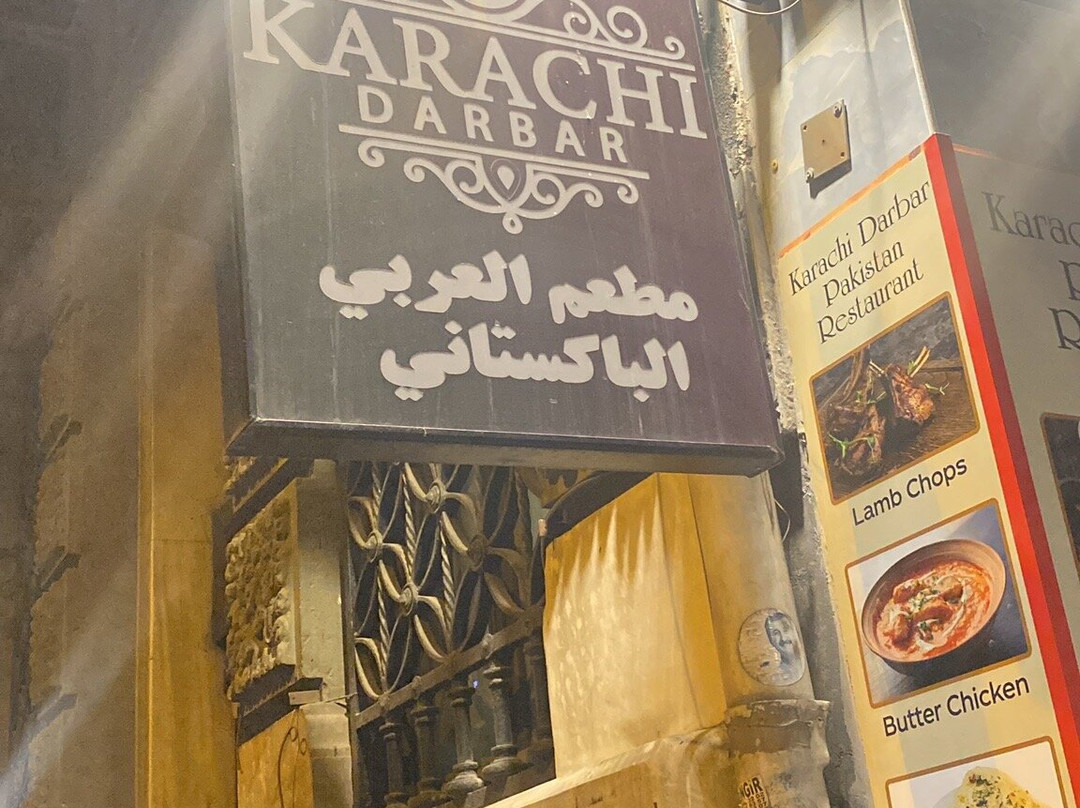 KARACHI
DARBAR
مطعم العربي
الباكستاني
Karachi Darbar
Pakistan
Restaurant
Lamb Chops
Butter Chicken